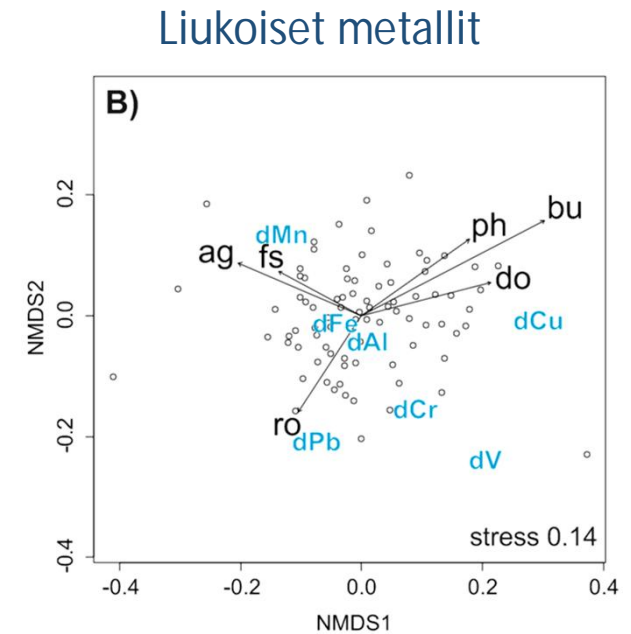 Liukoiset metallit
B)
0.2
0.0
-0.2
-0.4
NMDS2
bu
ph
dMn
ag
fs
do
dFe
dCu
dAl
dCr
ro
dPb
dV
stress 0.14
-0.4
-0.2
0.0
0.2
0.4
NMDS1